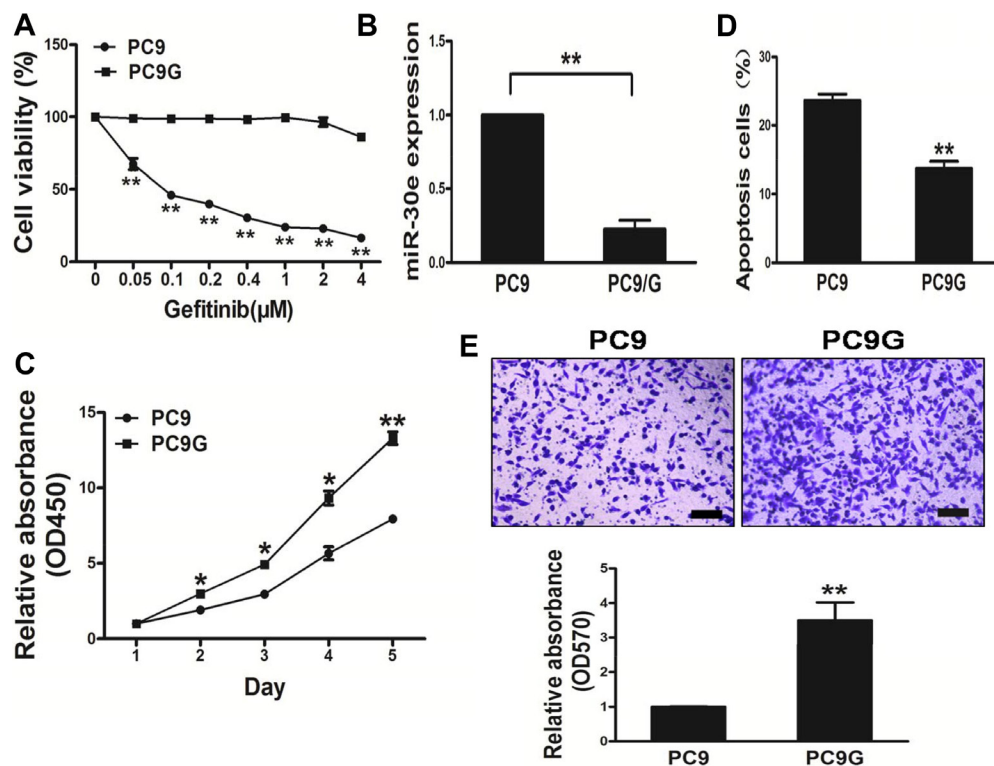 A
Cell viability (%)
150
100
50
0
PC9
PC9G
**
**
**
**
**
**
**
0 0.05 0.1 0.2 0.4 1 2 4
Gefitinib(µM)
B
miR-30e expression
1.5
1.0
0.5
0.0
**
PC9 PC9/G
D
Apoptosis cells (%)
30
20
10
0
**
PC9 PC9G
C
Relative absorbance
(OD450)
15
10
5
0
PC9
PC9G
*
*
*
**
1 2 3 4 5
Day
E
PC9 PC9G
Relative absorbance
(OD570)
5
4
3
2
1
0
**
PC9 PC9G